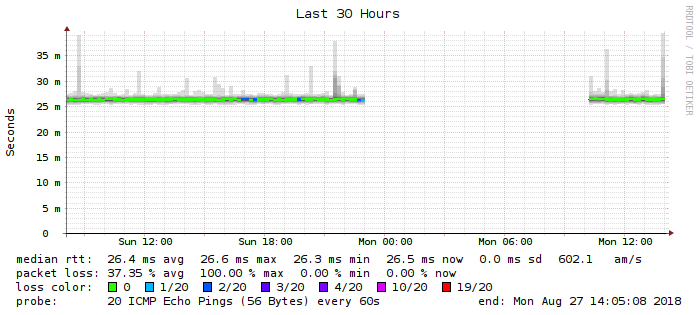 Last 30 Hours
RRDTOOL / TOBI OETIKER
Seconds
35 m
30 m
25 m
20 m
15 m
10 m
5 m
0
Sun 12:00 Sun 18:00 Mon 00:00 Mon 06:00 Mon 12:00
median rtt: 26.4 ms avg 26.6 ms max 26.3 ms min 26.5 ms now 0.0 ms sd 602.1 am/s
packet loss: 37.35 % avg 100.00 % max 0.00 % min 0.00 % now
loss color: 0 1/20 2/20 3/20 4/20 10/20 19/20
probe: 20 ICMP Echo Pings (56 Bytes) every 60s end: Mon Aug 27 14:05:08 2018